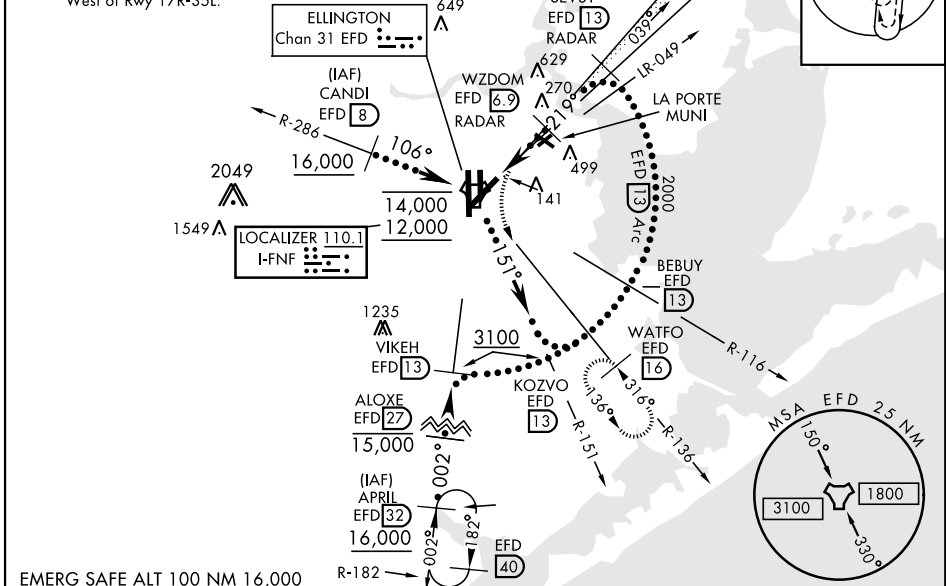 West of Rwy 17R-35L.
ELLINGTON
Chan 31 EFD
649
EFD 13
RADAR
039°
LR-049
(IAF)
CANDI
EFD 8
R-286
106°
16,000
WZDOM
EFD 6.9
RADAR
629
270
219°
LA PORTE
MUNI
499
141
2049
1549
14,000
12,000
LOCALIZER 110.1
I-FNF
EFD 13 Arc
2000
151°
BEBUY
EFD
13
R-116
1235
VIKEH
EFD 13
3100
KOZVO
EFD
13
R-151
WATFO
EFD
16
316°
136°
R-136
ALOXE
EFD 27
15,000
002°
(IAF)
APRIL
EFD 32
16,000
002°
182°
R-182
EFD
40
MSA EFD 25 NM
150°
3100
1800
330°
EMERG SAFE ALT 100 NM 16,000